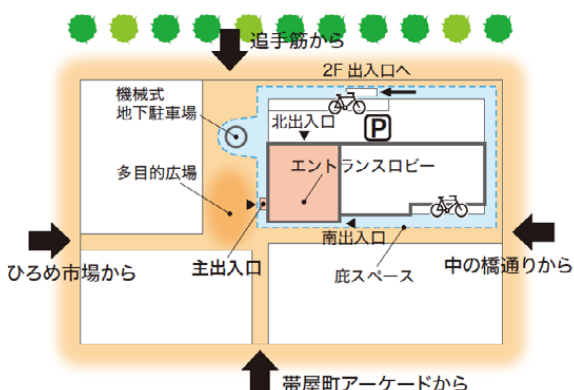 追手筋から
2F 出入口へ
機械式
地下駐車場
北出入口
P
多目的広場
エントランスロビー
南出入口
ひろめ市場から
主出入口
庇スペース
中の橋通りから
帯屋町アーケードから